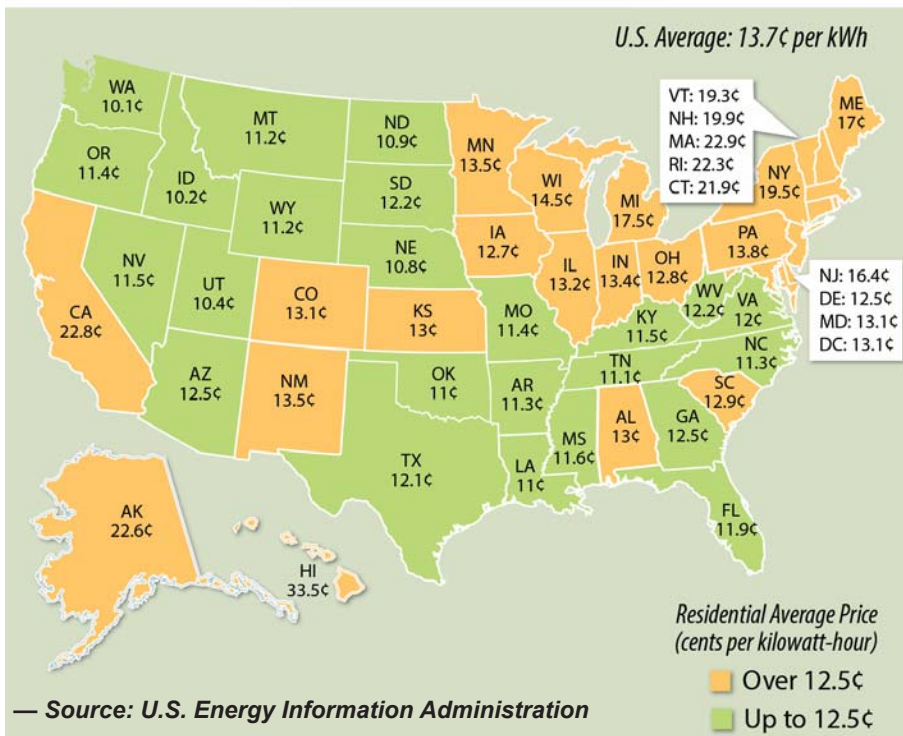 U.S. Average: 13.7¢ per kWh
WA
10.1¢
MT
11.2¢
ND
10.9¢
MN
13.5¢
VT: 19.3¢
NH: 19.9¢
MA: 22.9¢
RI: 22.3¢
CT: 21.9¢
ME
17¢
OR
11.4¢
ID
10.2¢
WY
11.2¢
SD
12.2¢
WI
14.5¢
MI
17.5¢
NY
19.5¢
NV
11.5¢
UT
10.4¢
CO
13.1¢
NE
10.8¢
IA
12.7¢
IL
13.2¢
IN
13.4¢
OH
12.8¢
PA
13.8¢
NJ: 16.4¢
DE: 12.5¢
MD: 13.1¢
DC: 13.1¢
CA
22.8¢
KS
13¢
MO
11.4¢
KY
11.5¢
WV
12.2¢
VA
12¢
AZ
12.5¢
NM
13.5¢
OK
11¢
AR
11.3¢
TN
11.1¢
NC
11.3¢
SC
12.9¢
TX
12.1¢
LA
11¢
MS
11.6¢
AL
13¢
GA
12.5¢
FL
11.9¢
AK
22.6¢
HI
33.5¢
Residential Average Price
(cents per kilowatt-hour)
Over 12.5¢
Up to 12.5¢
— Source: U.S. Energy Information Administration